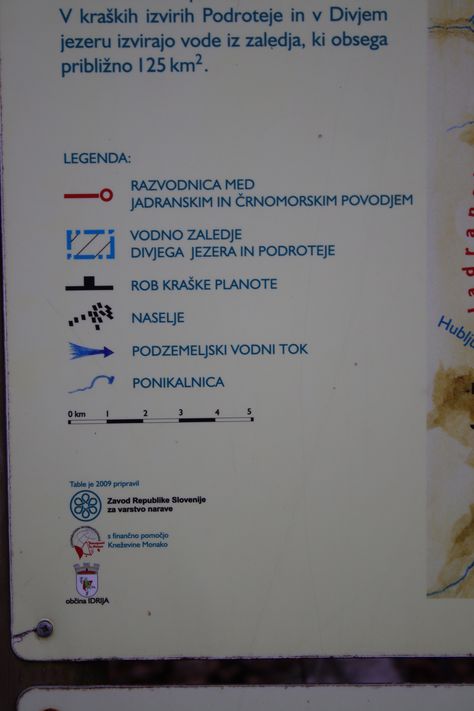 V kraških izvirih Podroteje in v Divjem
jezeru izvirajo vode iz zaledja, ki obsega
približno 125 km².
LEGENDA:
RAZVODNICA MED
JADRANSKIM IN ČRNOMORSKIM POVODJEM
VODNO ZALEDJE
DIVJEGA JEZERA IN PODROTEJE
ROB KRAŠKE PLANOTE
NASELJE
PODZEMELJSKI VODNI TOK
PONIKALNICA
0 km 1 2 3 4 5
Table je 2009 pripravil
Zavod Republike Slovenije
za varstvo narave
s finančno pomočjo
Kneževine Monako
občina IDRIJA
Jadran
Hublj